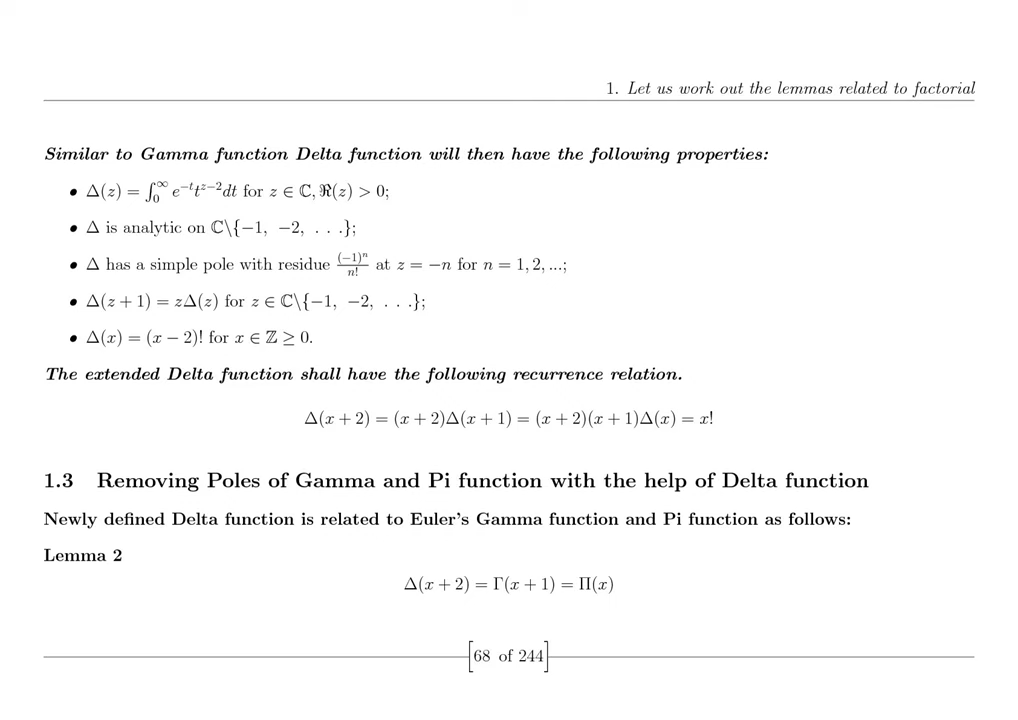 1. Let us work out the lemmas related to factorial
Similar to Gamma function Delta function will then have the following properties:
• Δ(z) = ∫₀^∞ e^{−t}t^{z−2}dt for z ∈ ℂ, ℜ(z) > 0;
• Δ is analytic on ℂ\{−1, −2, . . .};
• Δ has a simple pole with residue (−1)^n/n! at z = −n for n = 1, 2, ...;
• Δ(z + 1) = zΔ(z) for z ∈ ℂ\{−1, −2, . . .};
• Δ(x) = (x − 2)! for x ∈ ℤ ≥ 0.
The extended Delta function shall have the following recurrence relation.
Δ(x + 2) = (x + 2)Δ(x + 1) = (x + 2)(x + 1)Δ(x) = x!
1.3 Removing Poles of Gamma and Pi function with the help of Delta function
Newly defined Delta function is related to Euler's Gamma function and Pi function as follows:
Lemma 2
Δ(x + 2) = Γ(x + 1) = Π(x)
[68 of 244]